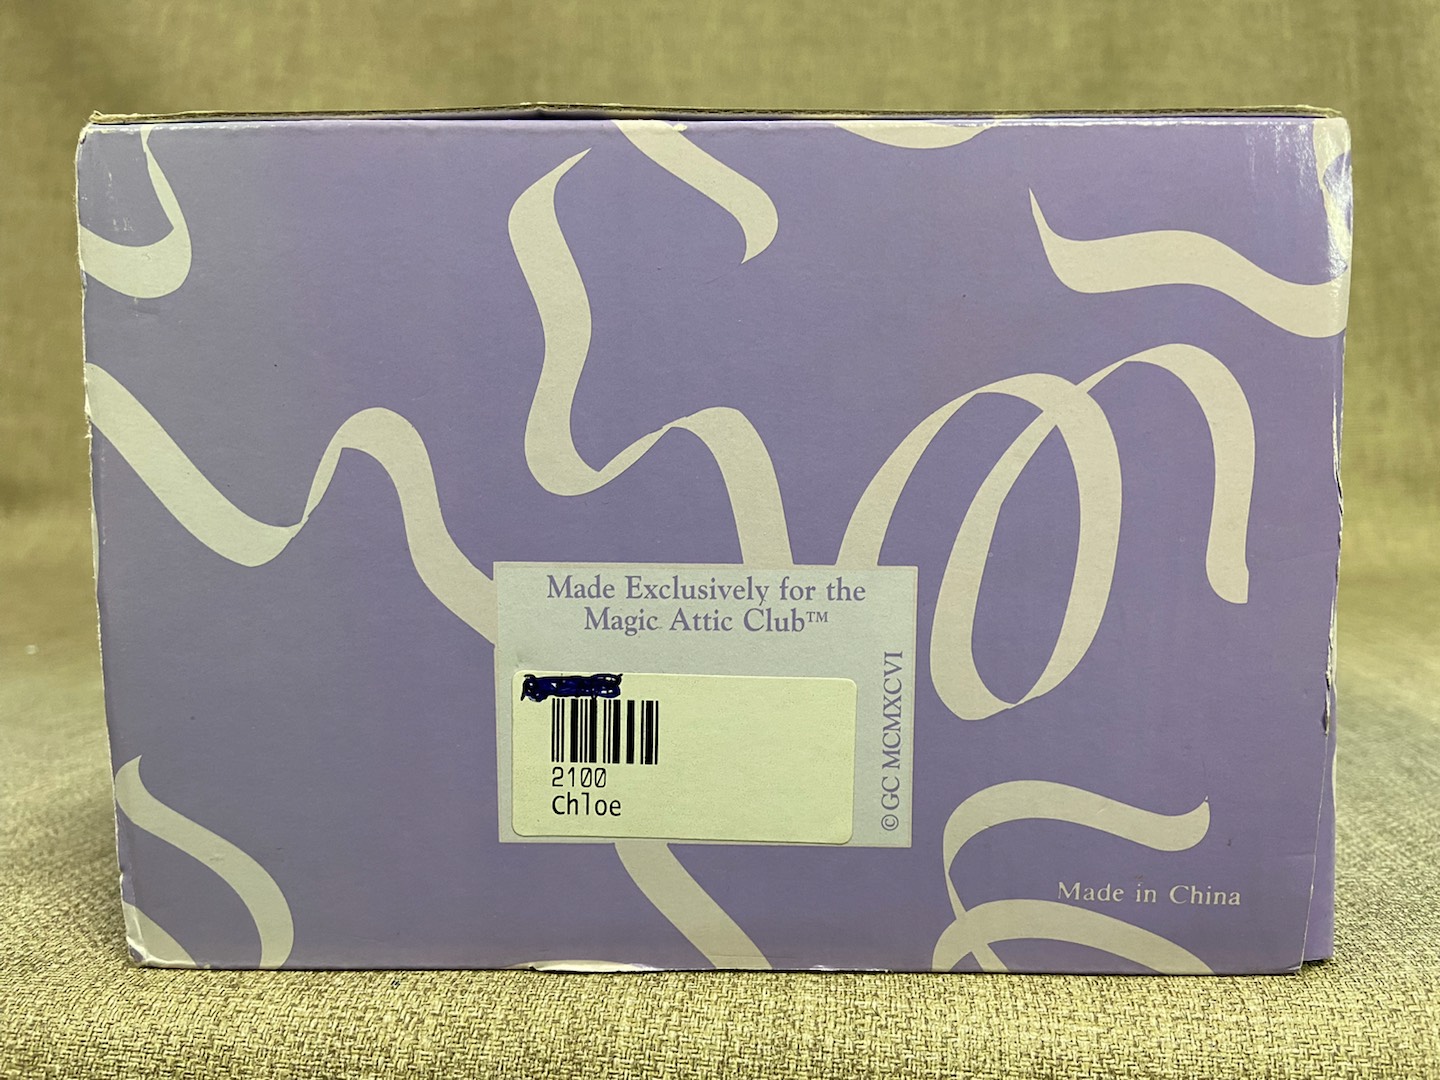 Made Exclusively for the
Magic Attic Club™
© GC MCMXCVI
2100
Chloe
Made in China